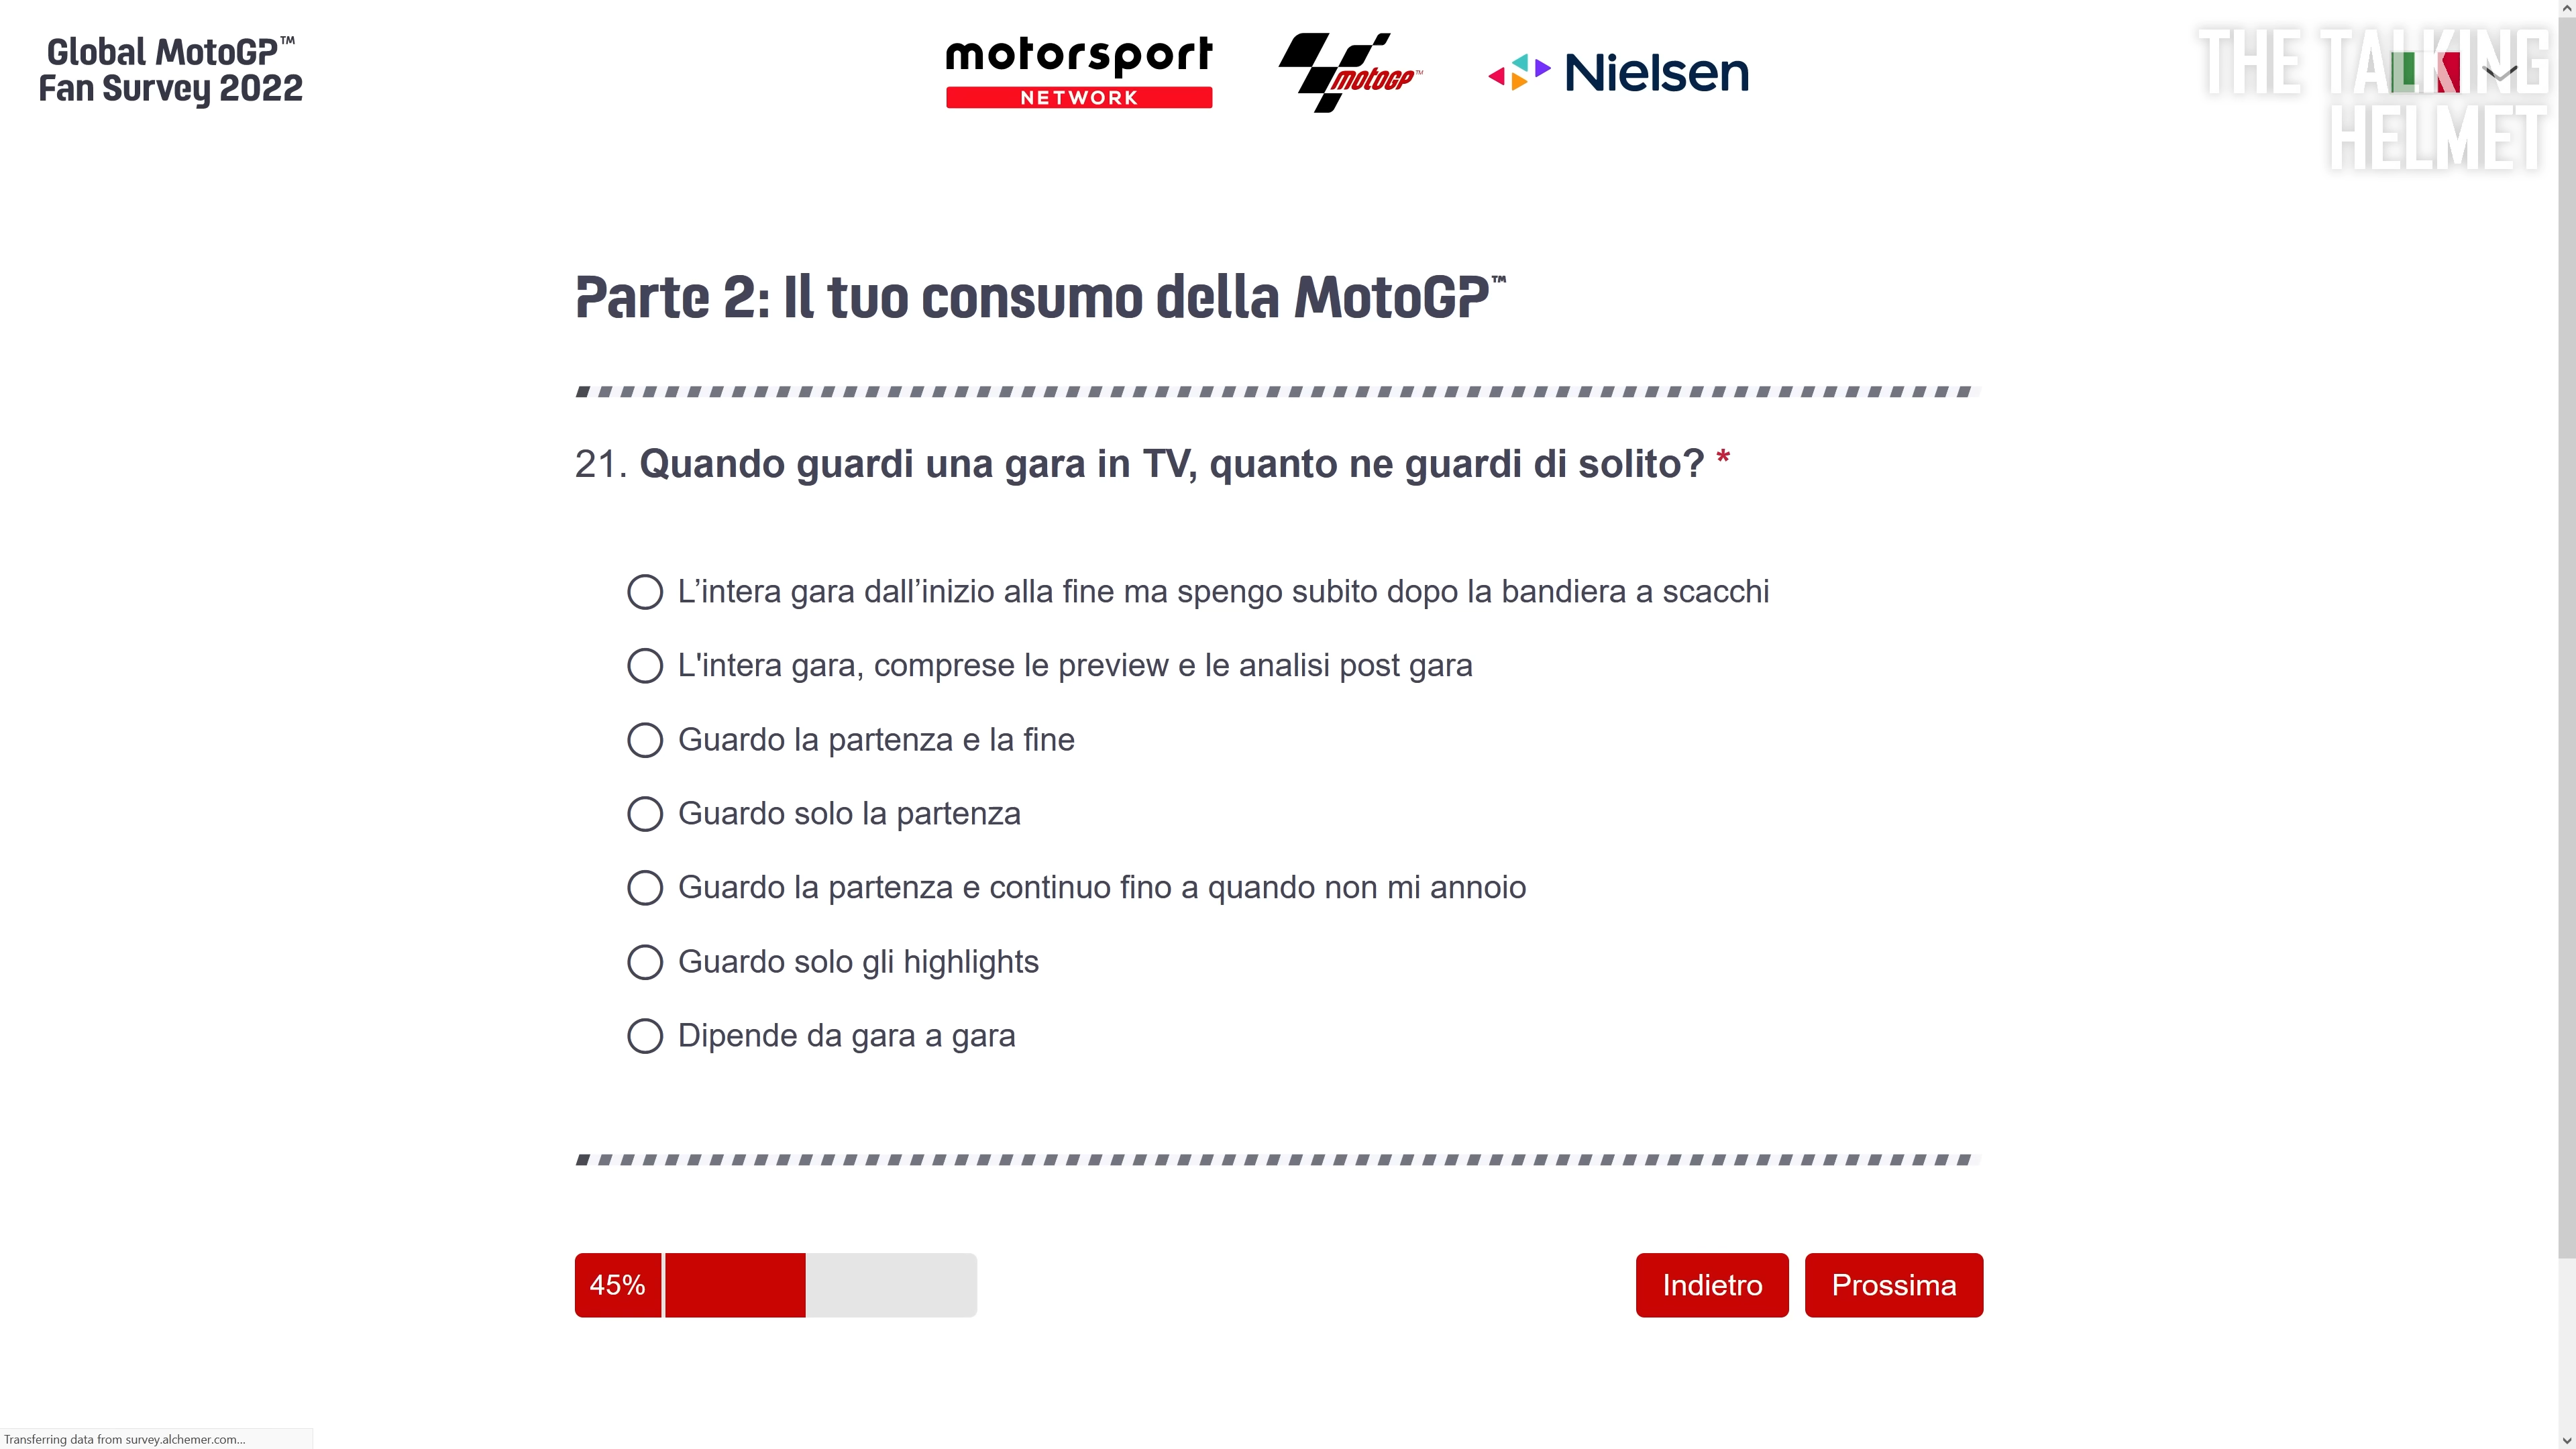 Global MotoGP™
Fan Survey 2022
motorsport
NETWORK
MotoGP™
Nielsen
THE TALKING
HELMET
Parte 2: Il tuo consumo della MotoGP™
21. Quando guardi una gara in TV, quanto ne guardi di solito? *
L’intera gara dall’inizio alla fine ma spengo subito dopo la bandiera a scacchi
L'intera gara, comprese le preview e le analisi post gara
Guardo la partenza e la fine
Guardo solo la partenza
Guardo la partenza e continuo fino a quando non mi annoio
Guardo solo gli highlights
Dipende da gara a gara
45%
Indietro
Prossima
Transferring data from survey.alchemer.com...